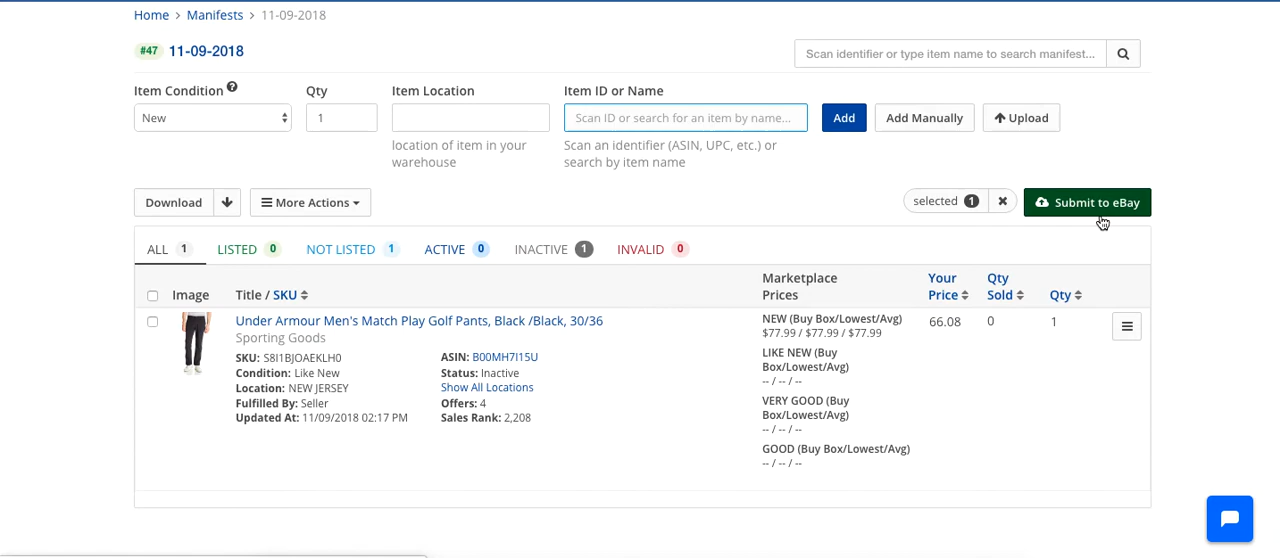 Home > Manifests > 11-09-2018
#47 11-09-2018
Scan identifier or type item name to search manifest...
Item Condition ? Qty Item Location Item ID or Name
New 1 Scan ID or search for an item by name... Add Add Manually Upload
location of item in your warehouse
Scan an identifier (ASIN, UPC, etc.) or search by item name
Download More Actions selected 1 × Submit to eBay
ALL 1 LISTED 0 NOT LISTED 1 ACTIVE 0 INACTIVE 1 INVALID 0
Image Title / SKU Marketplace Prices Your Price Qty Sold Qty
Under Armour Men's Match Play Golf Pants, Black /Black, 30/36
Sporting Goods
SKU: S8I1BJOAEKLH0
Condition: Like New
Location: NEW JERSEY
Fulfilled By: Seller
Updated At: 11/09/2018 02:17 PM
ASIN: B00MH7I15U
Status: Inactive
Show All Locations
Offers: 4
Sales Rank: 2,208
NEW (Buy Box/Lowest/Avg)
$77.99 / $77.99 / $77.99
LIKE NEW (Buy
Box/Lowest/Avg)
-- / -- / --
VERY GOOD (Buy
Box/Lowest/Avg)
-- / -- / --
GOOD (Buy Box/Lowest/Avg)
-- / -- / --
66.08 0 1